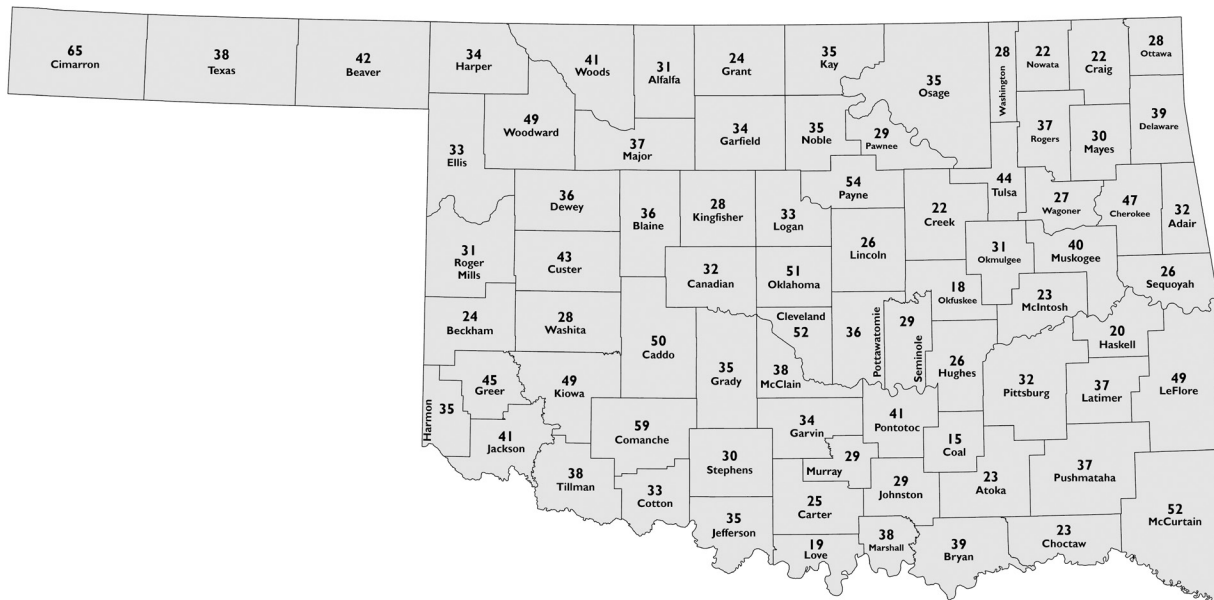 65
Cimarron
38
Texas
42
Beaver
34
Harper
41
Woods
31
Alfalfa
24
Grant
35
Kay
35
Osage
28
Washington
22
Nowata
22
Craig
28
Ottawa
49
Woodward
33
Ellis
37
Major
34
Garfield
35
Noble
29
Pawnee
37
Rogers
30
Mayes
39
Delaware
36
Dewey
36
Blaine
28
Kingfisher
33
Logan
54
Payne
22
Creek
44
Tulsa
27
Wagoner
47
Cherokee
32
Adair
31
Roger
Mills
43
Custer
32
Canadian
51
Oklahoma
26
Lincoln
31
Okmulgee
40
Muskogee
26
Sequoyah
24
Beckham
28
Washita
50
Caddo
35
Grady
Cleveland
52
38
McClain
36
Pottawatomie
29
Seminole
18
Okfuskee
23
McIntosh
26
Hughes
32
Pittsburg
20
Haskell
37
Latimer
49
LeFlore
Harmon
35
45
Greer
49
Kiowa
41
Jackson
59
Comanche
38
Tillman
33
Cotton
30
Stephens
35
Jefferson
34
Garvin
29
Murray
25
Carter
19
Love
41
Pontotoc
15
Coal
29
Johnston
38
Marshall
23
Atoka
39
Bryan
37
Pushmataha
23
Choctaw
52
McCurtain